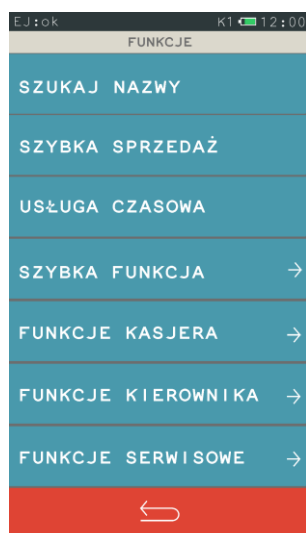 EJ:ok K1 12:00
FUNKCJE
SZUKAJ NAZWY
SZYBKA SPRZEDAŻ
USŁUGA CZASOWA
SZYBKA FUNKCJA
FUNKCJE KASJERA
FUNKCJE KIEROWNIKA
FUNKCJE SERWISOWE